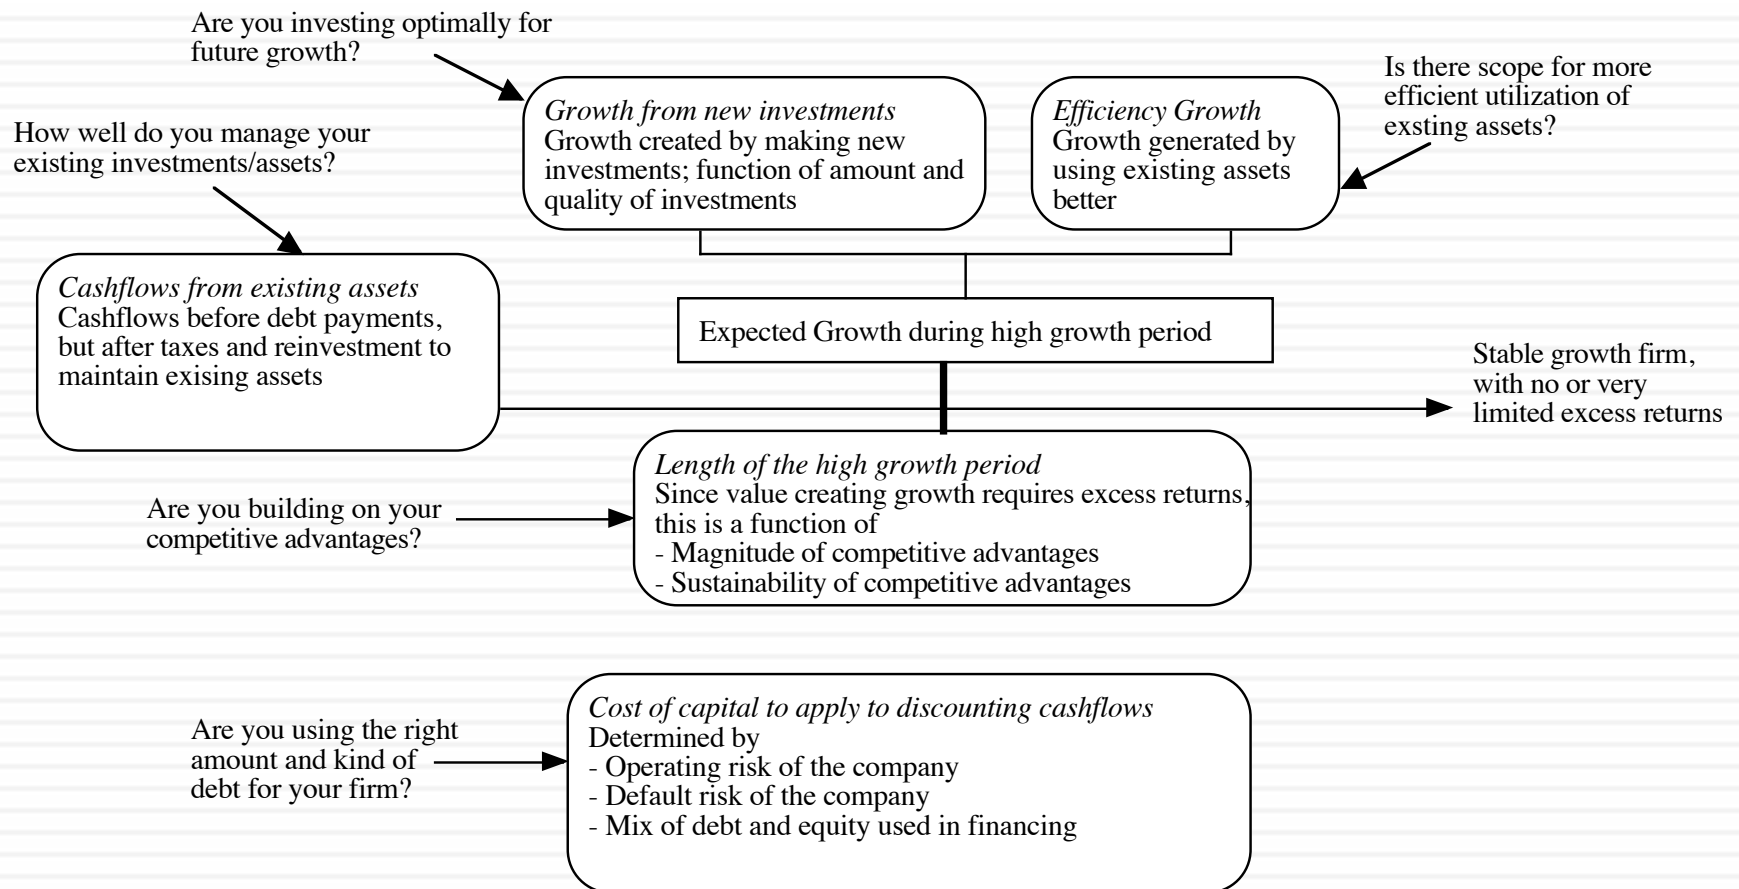 Are you investing optimally for
future growth?
Is there scope for more
efficient utilization of
exsting assets?
Growth from new investments
Growth created by making new
investments; function of amount and
quality of investments
Efficiency Growth
Growth generated by
using existing assets
better
How well do you manage your
existing investments/assets?
Cashflows from existing assets
Cashflows before debt payments,
but after taxes and reinvestment to
maintain exising assets
Expected Growth during high growth period
Stable growth firm,
with no or very
limited excess returns
Length of the high growth period
Since value creating growth requires excess returns,
this is a function of
- Magnitude of competitive advantages
- Sustainability of competitive advantages
Are you building on your
competitive advantages?
Cost of capital to apply to discounting cashflows
Determined by
- Operating risk of the company
- Default risk of the company
- Mix of debt and equity used in financing
Are you using the right
amount and kind of
debt for your firm?